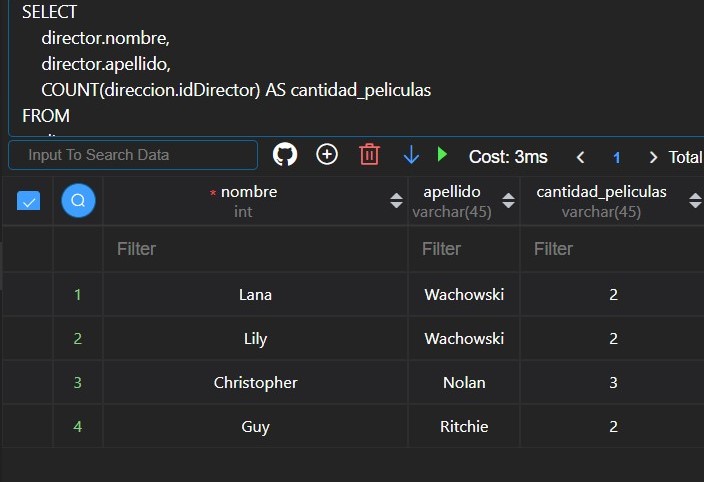 SELECT
director.nombre,
director.apellido,
COUNT(direccion.idDirector) AS cantidad_peliculas
FROM
Input To Search Data
Cost: 3ms
1
Total
* nombre
int
apellido
varchar(45)
cantidad_peliculas
varchar(45)
Filter
Filter
Filter
1 Lana Wachowski 2
2 Lily Wachowski 2
3 Christopher Nolan 3
4 Guy Ritchie 2